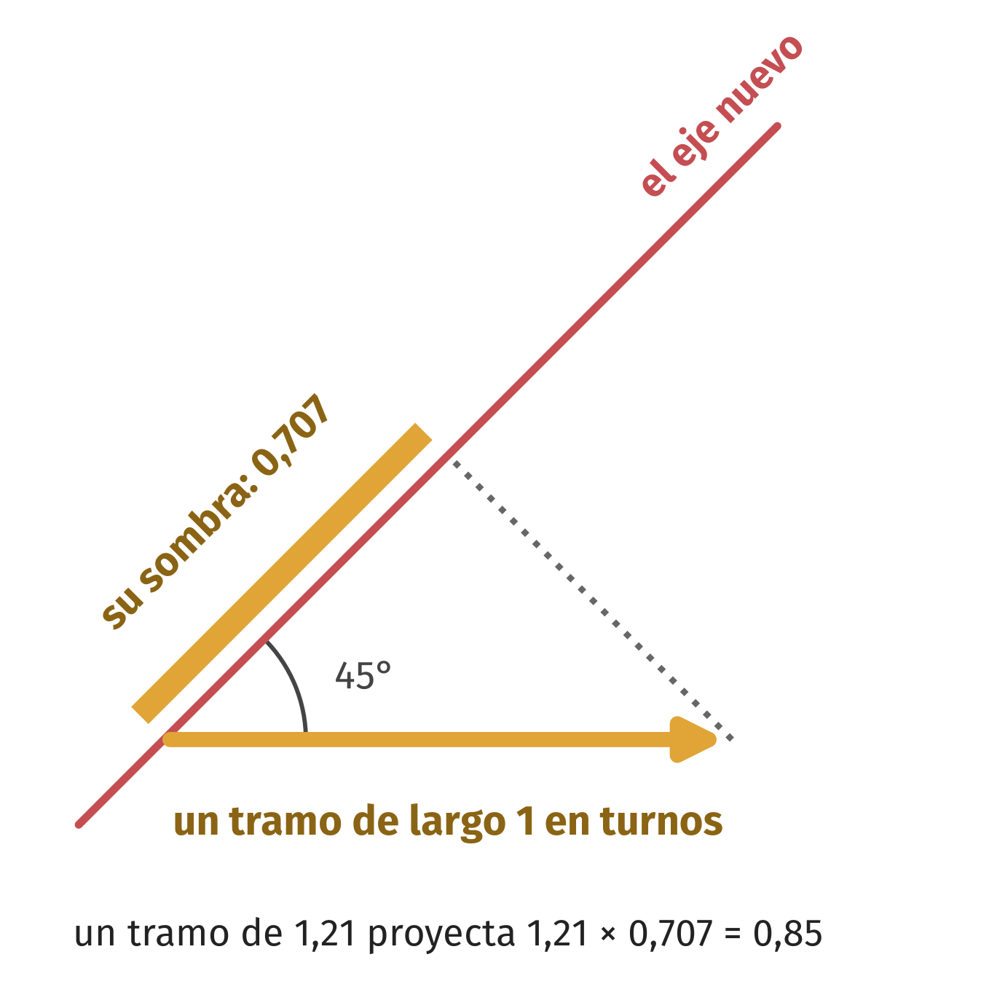 el eje nuevo
su sombra: 0,707
45°
un tramo de largo 1 en turnos
un tramo de 1,21 proyecta 1,21 × 0,707 = 0,85